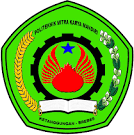 POLITEKNIK MITRA KARYA MANDIRI
KETANGGUNGAN - BREBES